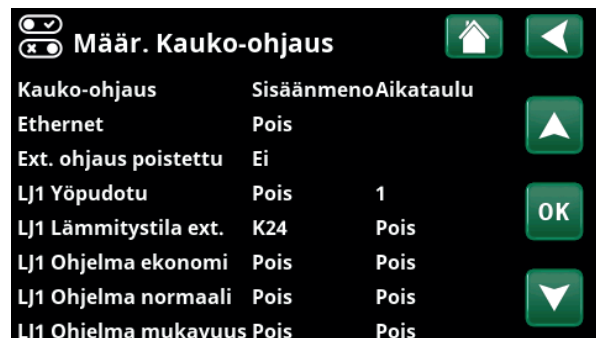 Määr. Kauko-ohjaus
Kauko-ohjaus Sisäänmeno Aikataulu
Ethernet Pois
Ext. ohjaus poistettu Ei
LJ1 Yöpudotu Pois 1
OK
LJ1 Lämmitystila ext. K24 Pois
LJ1 Ohjelma ekonomi Pois Pois
LJ1 Ohjelma normaali Pois Pois
LJ1 Ohjelma mukavuus Pois Pois